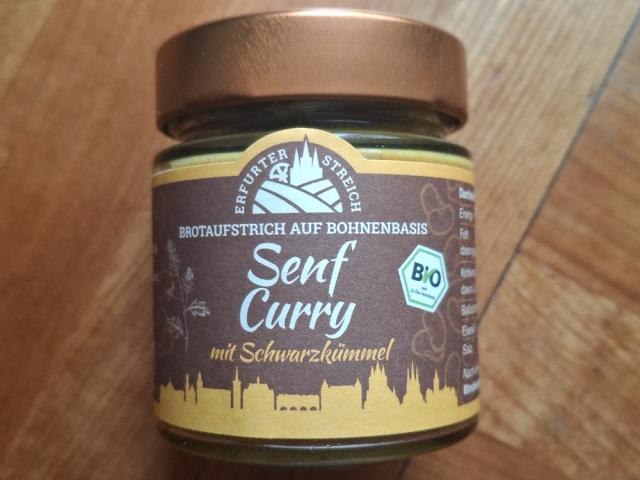 ERFURTER STREICH
BROTAUFSTRICH AUF BOHNENBASIS
Senf
Curry
mit Schwarzkümmel
BIO